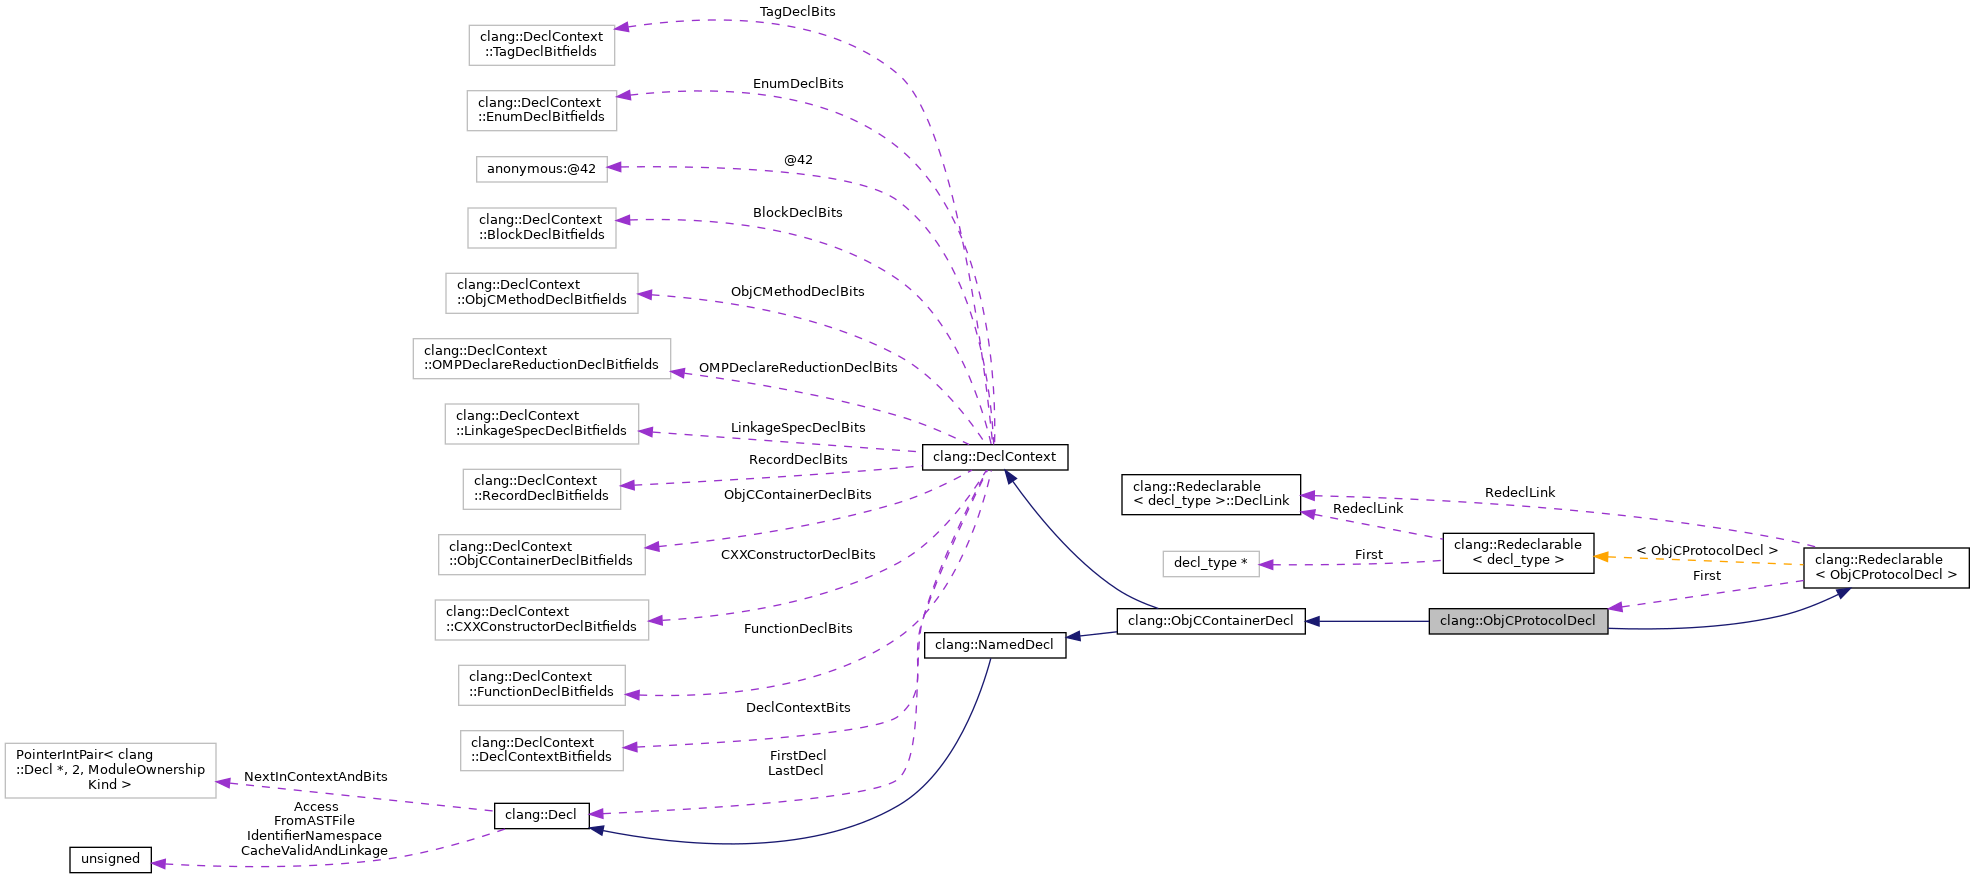 TagDeclBits
clang::DeclContext
::TagDeclBitfields
EnumDeclBits
clang::DeclContext
::EnumDeclBitfields
@42
anonymous:@42
BlockDeclBits
clang::DeclContext
::BlockDeclBitfields
ObjCMethodDeclBits
clang::DeclContext
::ObjCMethodDeclBitfields
OMPDeclareReductionDeclBits
clang::DeclContext
::OMPDeclareReductionDeclBitfields
LinkageSpecDeclBits
clang::DeclContext
::LinkageSpecDeclBitfields
RecordDeclBits
clang::DeclContext
clang::DeclContext
::RecordDeclBitfields
ObjCContainerDeclBits
clang::DeclContext
::ObjCContainerDeclBitfields
CXXConstructorDeclBits
clang::DeclContext
::CXXConstructorDeclBitfields
FunctionDeclBits
clang::DeclContext
::FunctionDeclBitfields
DeclContextBits
clang::DeclContext
::DeclContextBitfields
FirstDecl
LastDecl
PointerIntPair< clang
::Decl *, 2, ModuleOwnership
Kind >
NextInContextAndBits
Access
FromASTFile
IdentifierNamespace
CacheValidAndLinkage
unsigned
clang::Decl
clang::NamedDecl
clang::ObjCContainerDecl
clang::ObjCProtocolDecl
clang::Redeclarable
< decl_type >::DeclLink
RedeclLink
RedeclLink
decl_type *
First
clang::Redeclarable
< decl_type >
< ObjCProtocolDecl >
First
clang::Redeclarable
< ObjCProtocolDecl >